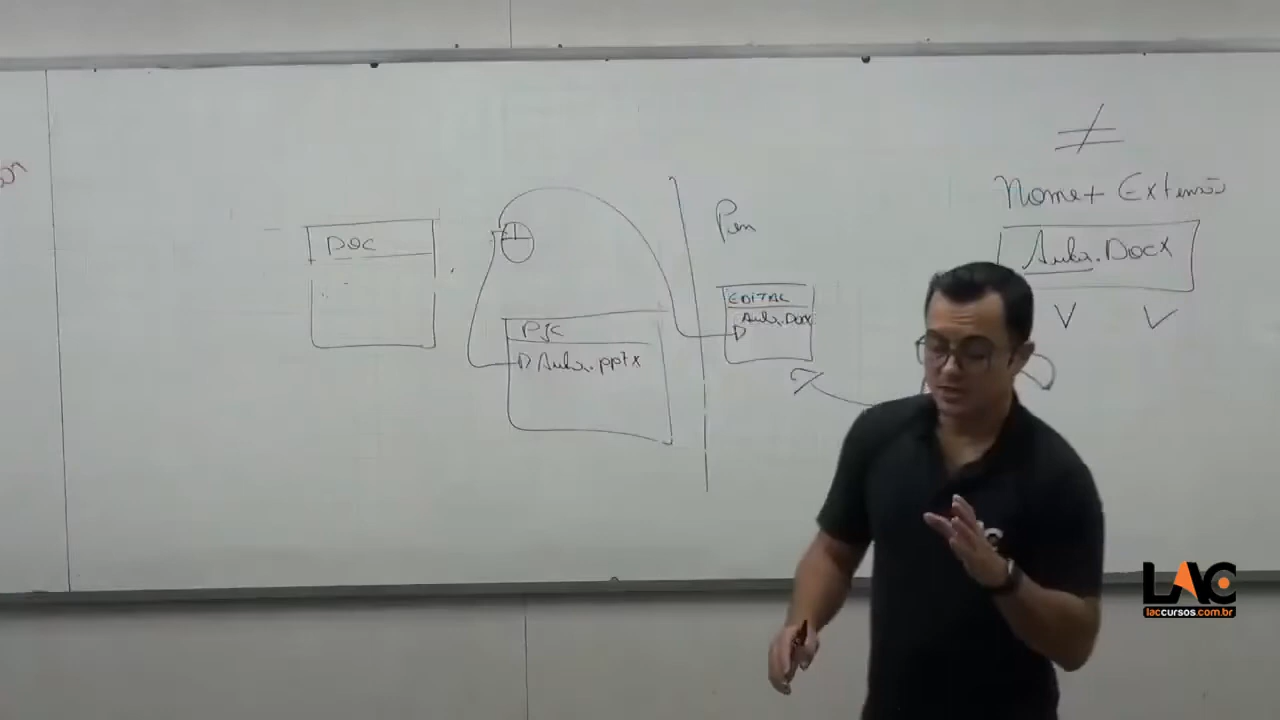 DOC
PJC
Aula.pptx
Pen
EDITAL
Aula.Docx
≠
Nome + Extensão
Aula.Docx
V V
LAC
laccursos.com.br